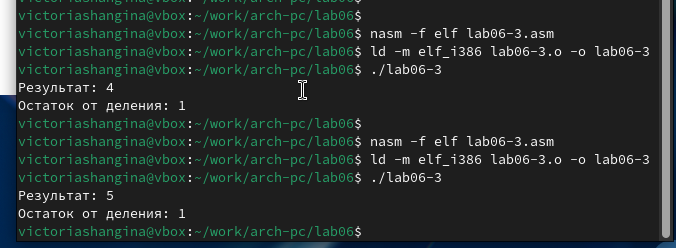 victoriashangina@vbox:~/work/arch-pc/lab06$
victoriashangina@vbox:~/work/arch-pc/lab06$ nasm -f elf lab06-3.asm
victoriashangina@vbox:~/work/arch-pc/lab06$ ld -m elf_i386 lab06-3.o -o lab06-3
victoriashangina@vbox:~/work/arch-pc/lab06$ ./lab06-3
Результат: 4
Остаток от деления: 1
victoriashangina@vbox:~/work/arch-pc/lab06$
victoriashangina@vbox:~/work/arch-pc/lab06$ nasm -f elf lab06-3.asm
victoriashangina@vbox:~/work/arch-pc/lab06$ ld -m elf_i386 lab06-3.o -o lab06-3
victoriashangina@vbox:~/work/arch-pc/lab06$ ./lab06-3
Результат: 5
Остаток от деления: 1
victoriashangina@vbox:~/work/arch-pc/lab06$